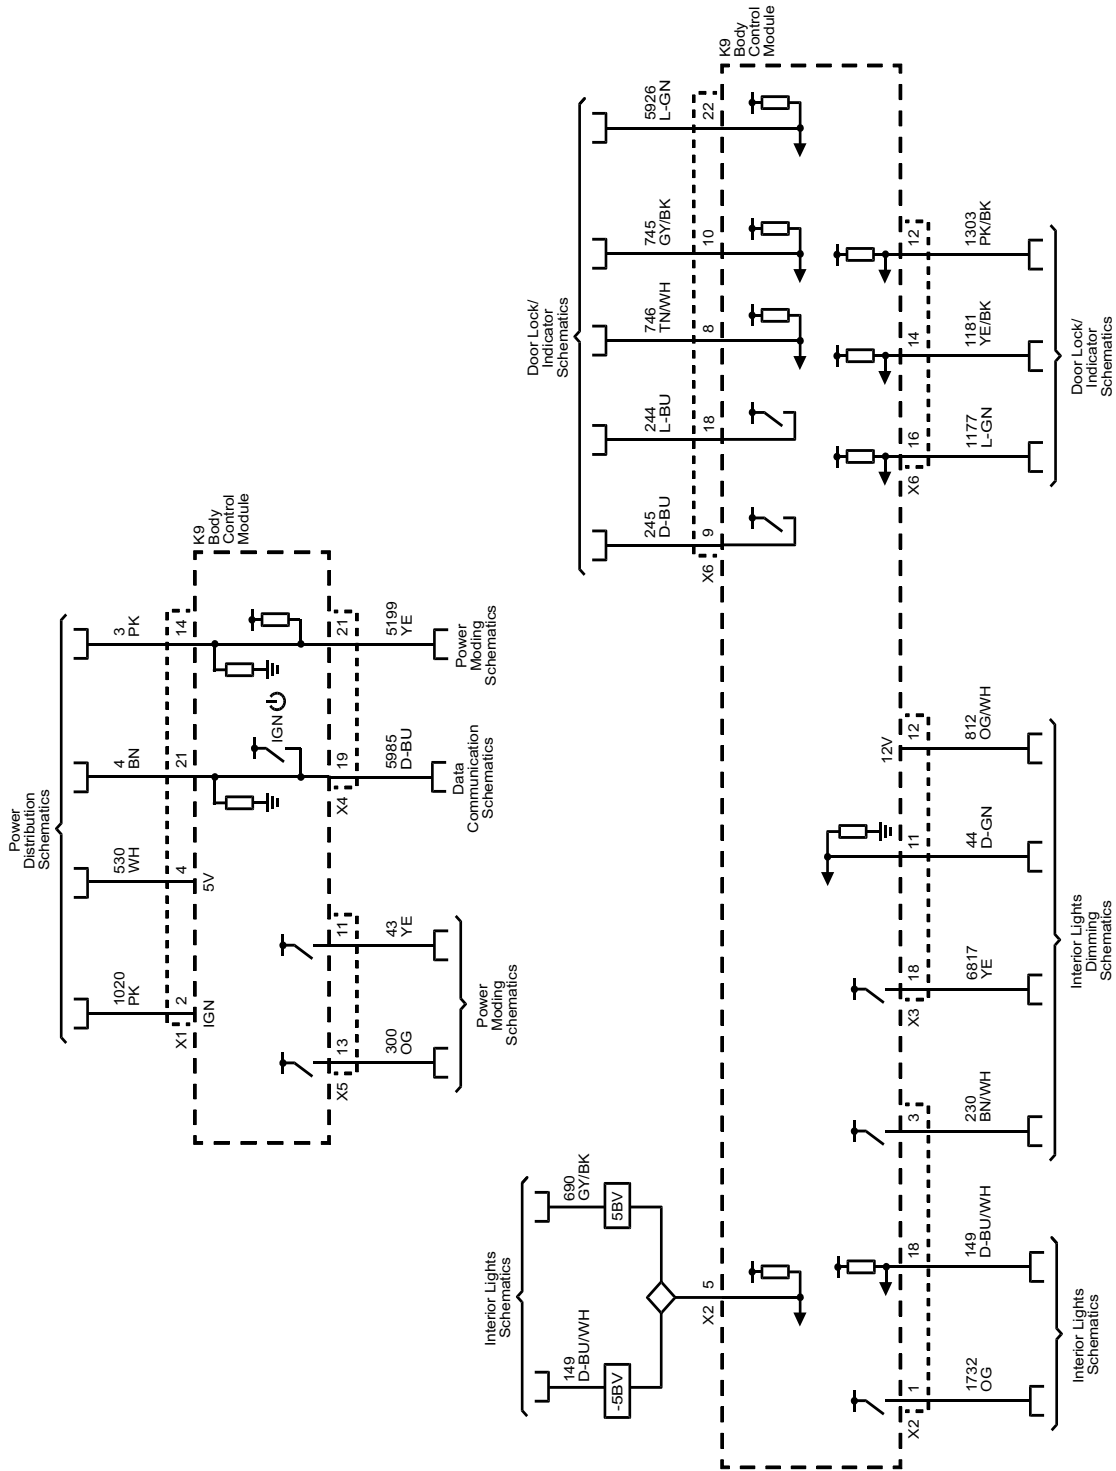 Power
Distribution
Schematics
1020
PK
530
WH
4
BN
3
PK
X1
2
4
21
14
IGN
5V
IGN
K9
Body
Control
Module
X5
13
11
X4
19
21
300
OG
43
YE
5985
D-BU
5199
YE
Power
Moding
Schematics
Data
Communication
Schematics
Power
Moding
Schematics
Interior Lights
Schematics
149
D-BU/WH
690
GY/BK
-5BV
5BV
X2
5
Door Lock/
Indicator
Schematics
245
D-BU
244
L-BU
746
TN/WH
745
GY/BK
5926
L-GN
X6
9
18
8
10
22
K9
Body
Control
Module
12V
X2
1
18
3
X3
18
11
12
X6
16
14
12
1732
OG
149
D-BU/WH
230
BN/WH
6817
YE
44
D-GN
812
OG/WH
1177
L-GN
1181
YE/BK
1303
PK/BK
Interior Lights
Schematics
Interior Lights
Dimming
Schematics
Door Lock/
Indicator
Schematics